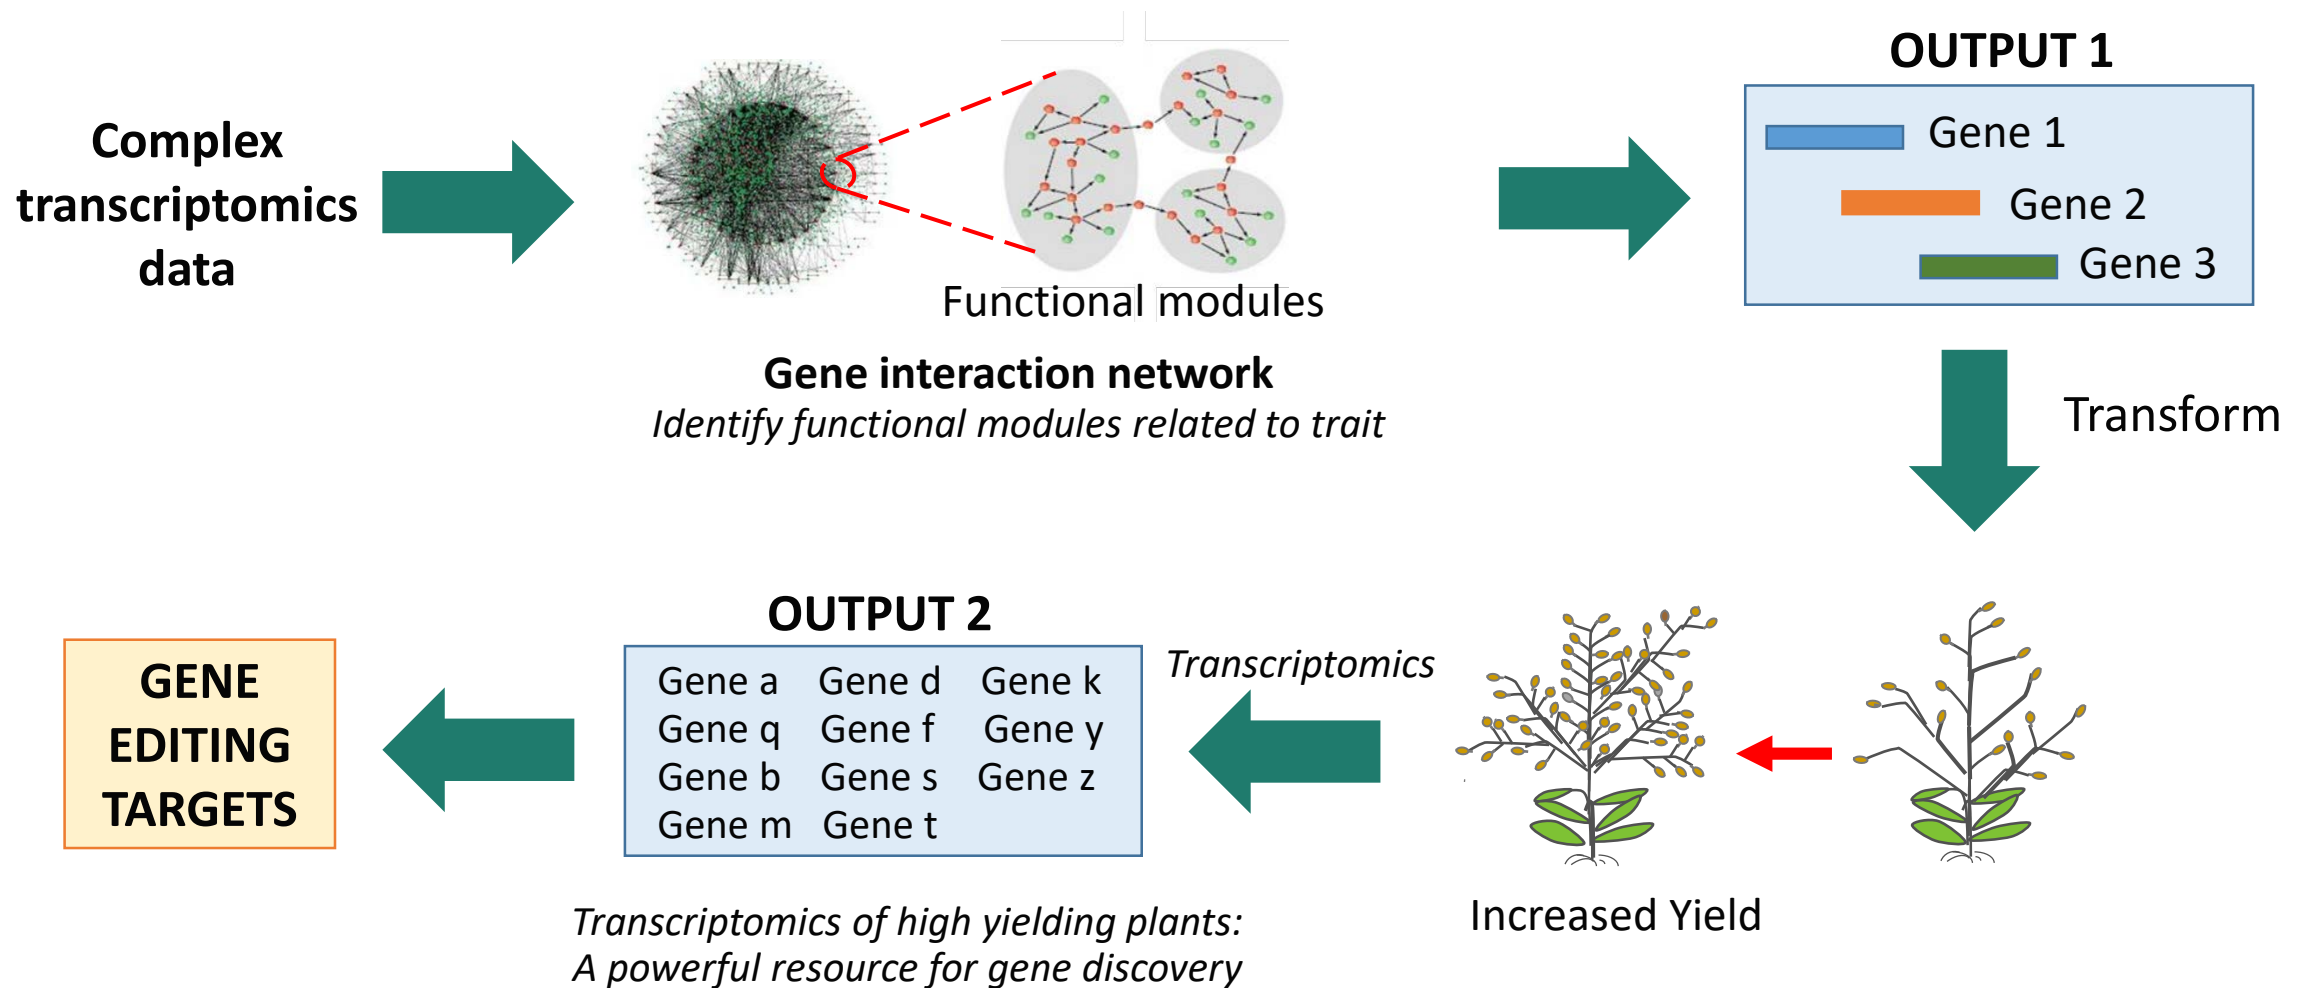 Complex
transcriptomics
data
Functional modules
Gene interaction network
Identify functional modules related to trait
OUTPUT 1
Gene 1
Gene 2
Gene 3
Transform
Increased Yield
Transcriptomics
OUTPUT 2
Gene a Gene d Gene k
Gene q Gene f Gene y
Gene b Gene s Gene z
Gene m Gene t
Transcriptomics of high yielding plants:
A powerful resource for gene discovery
GENE
EDITING
TARGETS